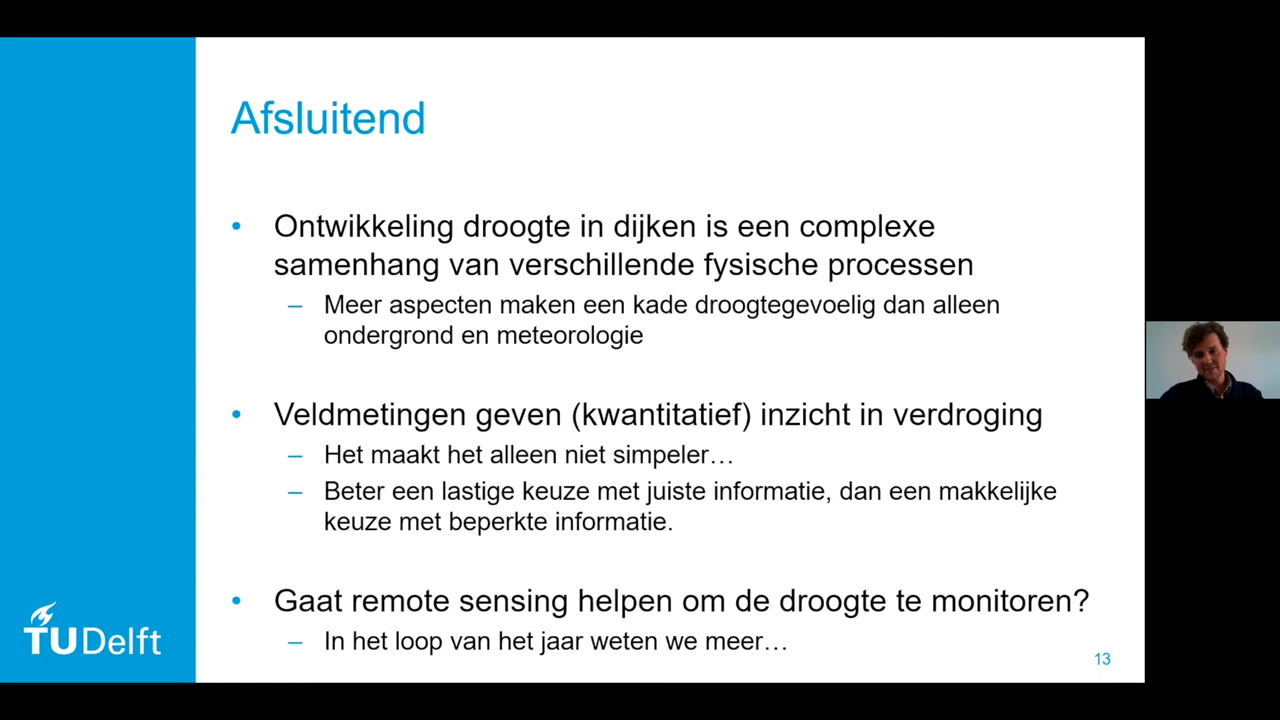 Afsluitend
• Ontwikkeling droogte in dijken is een complexe
samenhang van verschillende fysische processen
– Meer aspecten maken een kade droogtegevoelig dan alleen
ondergrond en meteorologie
• Veldmetingen geven (kwantitatief) inzicht in verdroging
– Het maakt het alleen niet simpeler…
– Beter een lastige keuze met juiste informatie, dan een makkelijke
keuze met beperkte informatie.
• Gaat remote sensing helpen om de droogte te monitoren?
– In het loop van het jaar weten we meer…
TUDelft
13